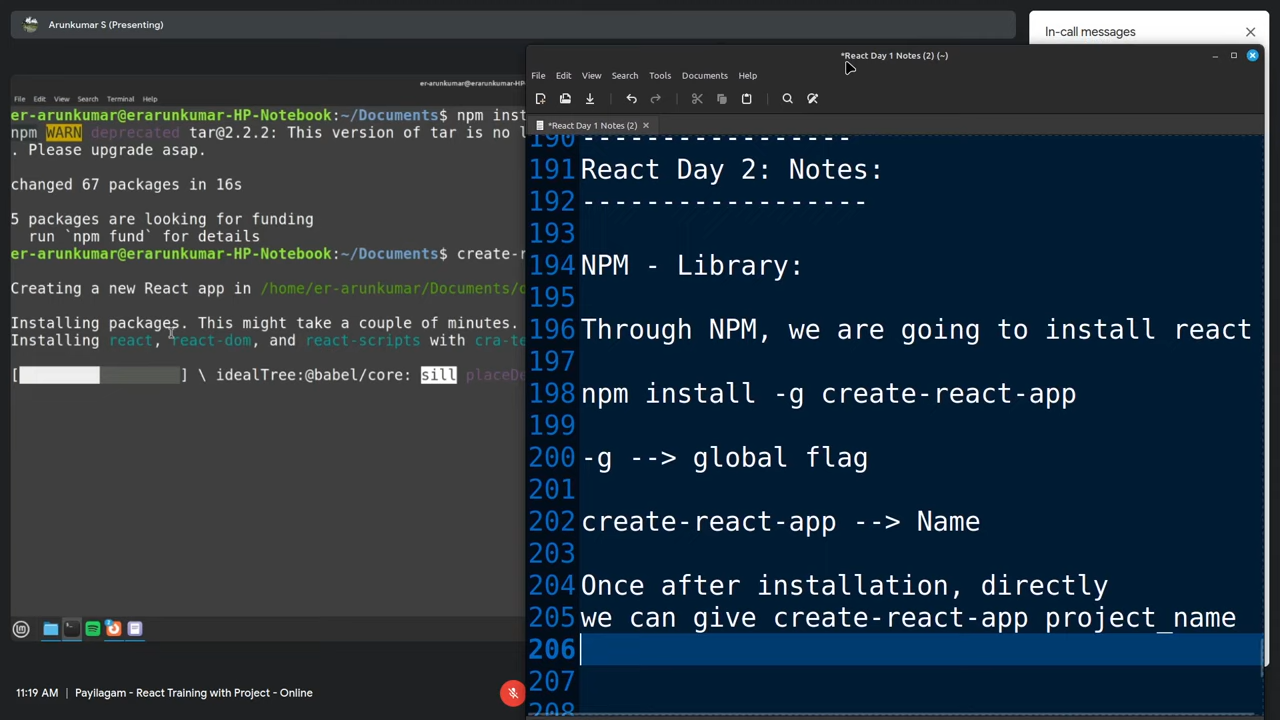 Arunkumar S (Presenting)
In-call messages
er-arunkumar@erarunkumar-HP-
File Edit View Search Terminal Help
er-arunkumar@erarunkumar-HP-Notebook:~/Documents$ npm inst
npm WARN deprecated tar@2.2.2: This version of tar is no l
. Please upgrade asap.
changed 67 packages in 16s
5 packages are looking for funding
run `npm fund` for details
er-arunkumar@erarunkumar-HP-Notebook:~/Documents$ create-r
Creating a new React app in /home/er-arunkumar/Documents/
Installing packages. This might take a couple of minutes.
Installing react, react-dom, and react-scripts with cra-te
[ ] \ idealTree:@babel/core: sill placeDe
*React Day 1 Notes (2) (~)
File Edit View Search Tools Documents Help
*React Day 1 Notes (2)
190 -----------------
191 React Day 2: Notes:
192 ------------------
193
194 NPM - Library:
195
196 Through NPM, we are going to install react
197
198 npm install -g create-react-app
199
200 -g --> global flag
201
202 create-react-app --> Name
203
204 Once after installation, directly
205 we can give create-react-app project_name
206
207
208
11:19 AM | Payilagam - React Training with Project - Online